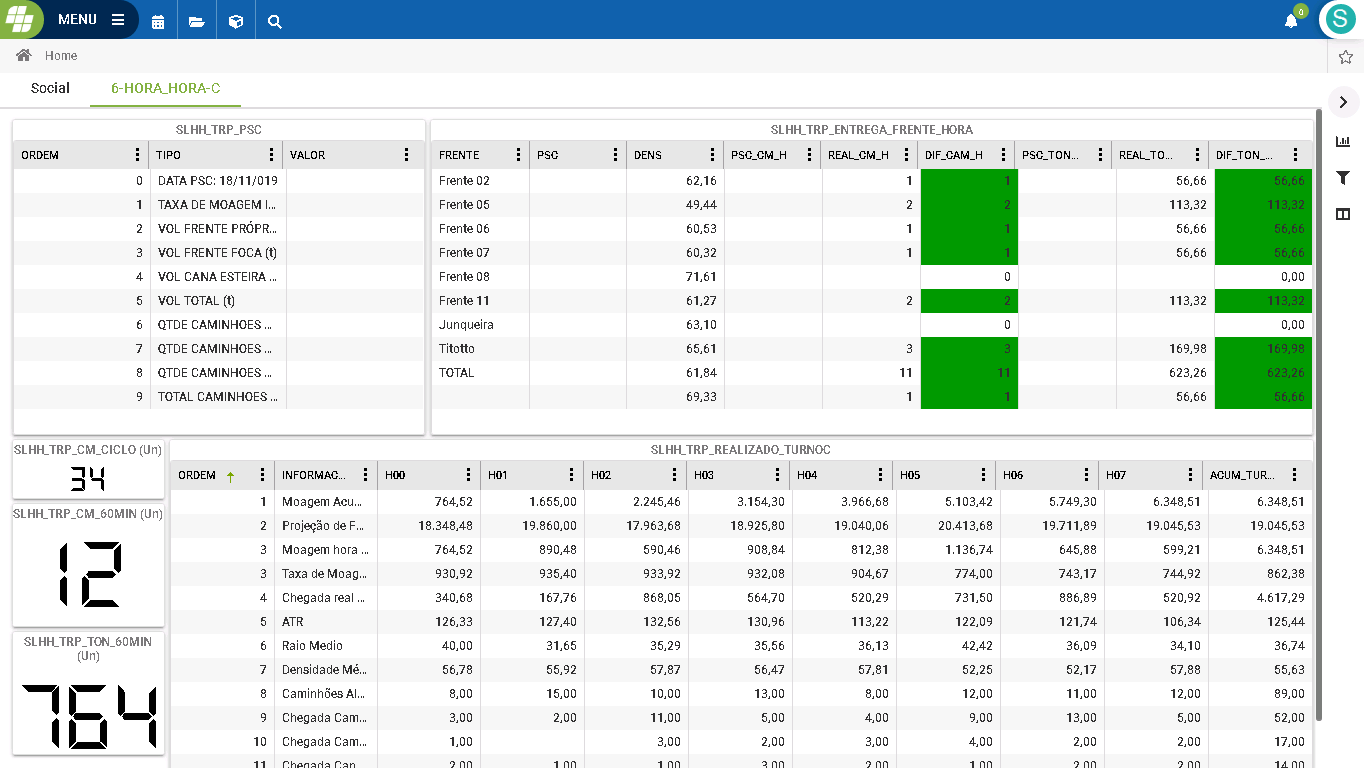 MENU
0
S
Home
Social 6-HORA_HORA-C
SLHH_TRP_PSC
ORDEM TIPO VALOR
0 DATA PSC: 18/11/019
1 TAXA DE MOAGEM I...
2 VOL FRENTE PRÓPR...
3 VOL FRENTE FOCA (t)
4 VOL CANA ESTEIRA ...
5 VOL TOTAL (t)
6 QTDE CAMINHOES ...
7 QTDE CAMINHOES ...
8 QTDE CAMINHOES ...
9 TOTAL CAMINHOES ...
SLHH_TRP_ENTREGA_FRENTE_HORA
FRENTE PSC DENS PSC_CM_H REAL_CM_H DIF_CAM_H PSC_TON... REAL_TO... DIF_TON_...
Frente 02 62,16 1 1 56,66 56,66
Frente 05 49,44 2 2 113,32 113,32
Frente 06 60,53 1 1 56,66 56,66
Frente 07 60,32 1 1 56,66 56,66
Frente 08 71,61 0 0,00
Frente 11 61,27 2 2 113,32 113,32
Junqueira 63,10 0 0,00
Titotto 65,61 3 3 169,98 169,98
TOTAL 61,84 11 11 623,26 623,26
69,33 1 1 56,66 56,66
SLHH_TRP_CM_CICLO (Un)
34
SLHH_TRP_CM_60MIN (Un)
12
SLHH_TRP_TON_60MIN
(Un)
764
SLHH_TRP_REALIZADO_TURNOC
ORDEM INFORMAC... H00 H01 H02 H03 H04 H05 H06 H07 ACUM_TUR...
1 Moagem Acu... 764,52 1.655,00 2.245,46 3.154,30 3.966,68 5.103,42 5.749,30 6.348,51 6.348,51
2 Projeção de F... 18.348,48 19.860,00 17.963,68 18.925,80 19.040,06 20.413,68 19.711,89 19.045,53 19.045,53
3 Moagem hora ... 764,52 890,48 590,46 908,84 812,38 1.136,74 645,88 599,21 6.348,51
3 Taxa de Moag... 930,92 935,40 933,92 932,08 904,67 774,00 743,17 744,92 862,38
4 Chegada real ... 340,68 167,76 868,05 564,70 520,29 731,50 886,89 520,92 4.617,29
5 ATR 126,33 127,40 132,56 130,96 113,22 122,09 121,74 106,34 125,44
6 Raio Medio 40,00 31,65 35,29 35,56 36,13 42,42 36,09 34,10 36,74
7 Densidade Mé... 56,78 55,92 57,87 56,47 57,81 52,25 52,17 57,88 55,63
8 Caminhões Al... 8,00 15,00 10,00 13,00 8,00 12,00 11,00 12,00 89,00
9 Chegada Cam... 3,00 2,00 11,00 5,00 4,00 9,00 13,00 5,00 52,00
10 Chegada Cam... 1,00 3,00 2,00 3,00 4,00 2,00 2,00 17,00
11 Chegada Can... 2,00 1,00 1,00 3,00 2,00 1,00 2,00 2,00 14,00